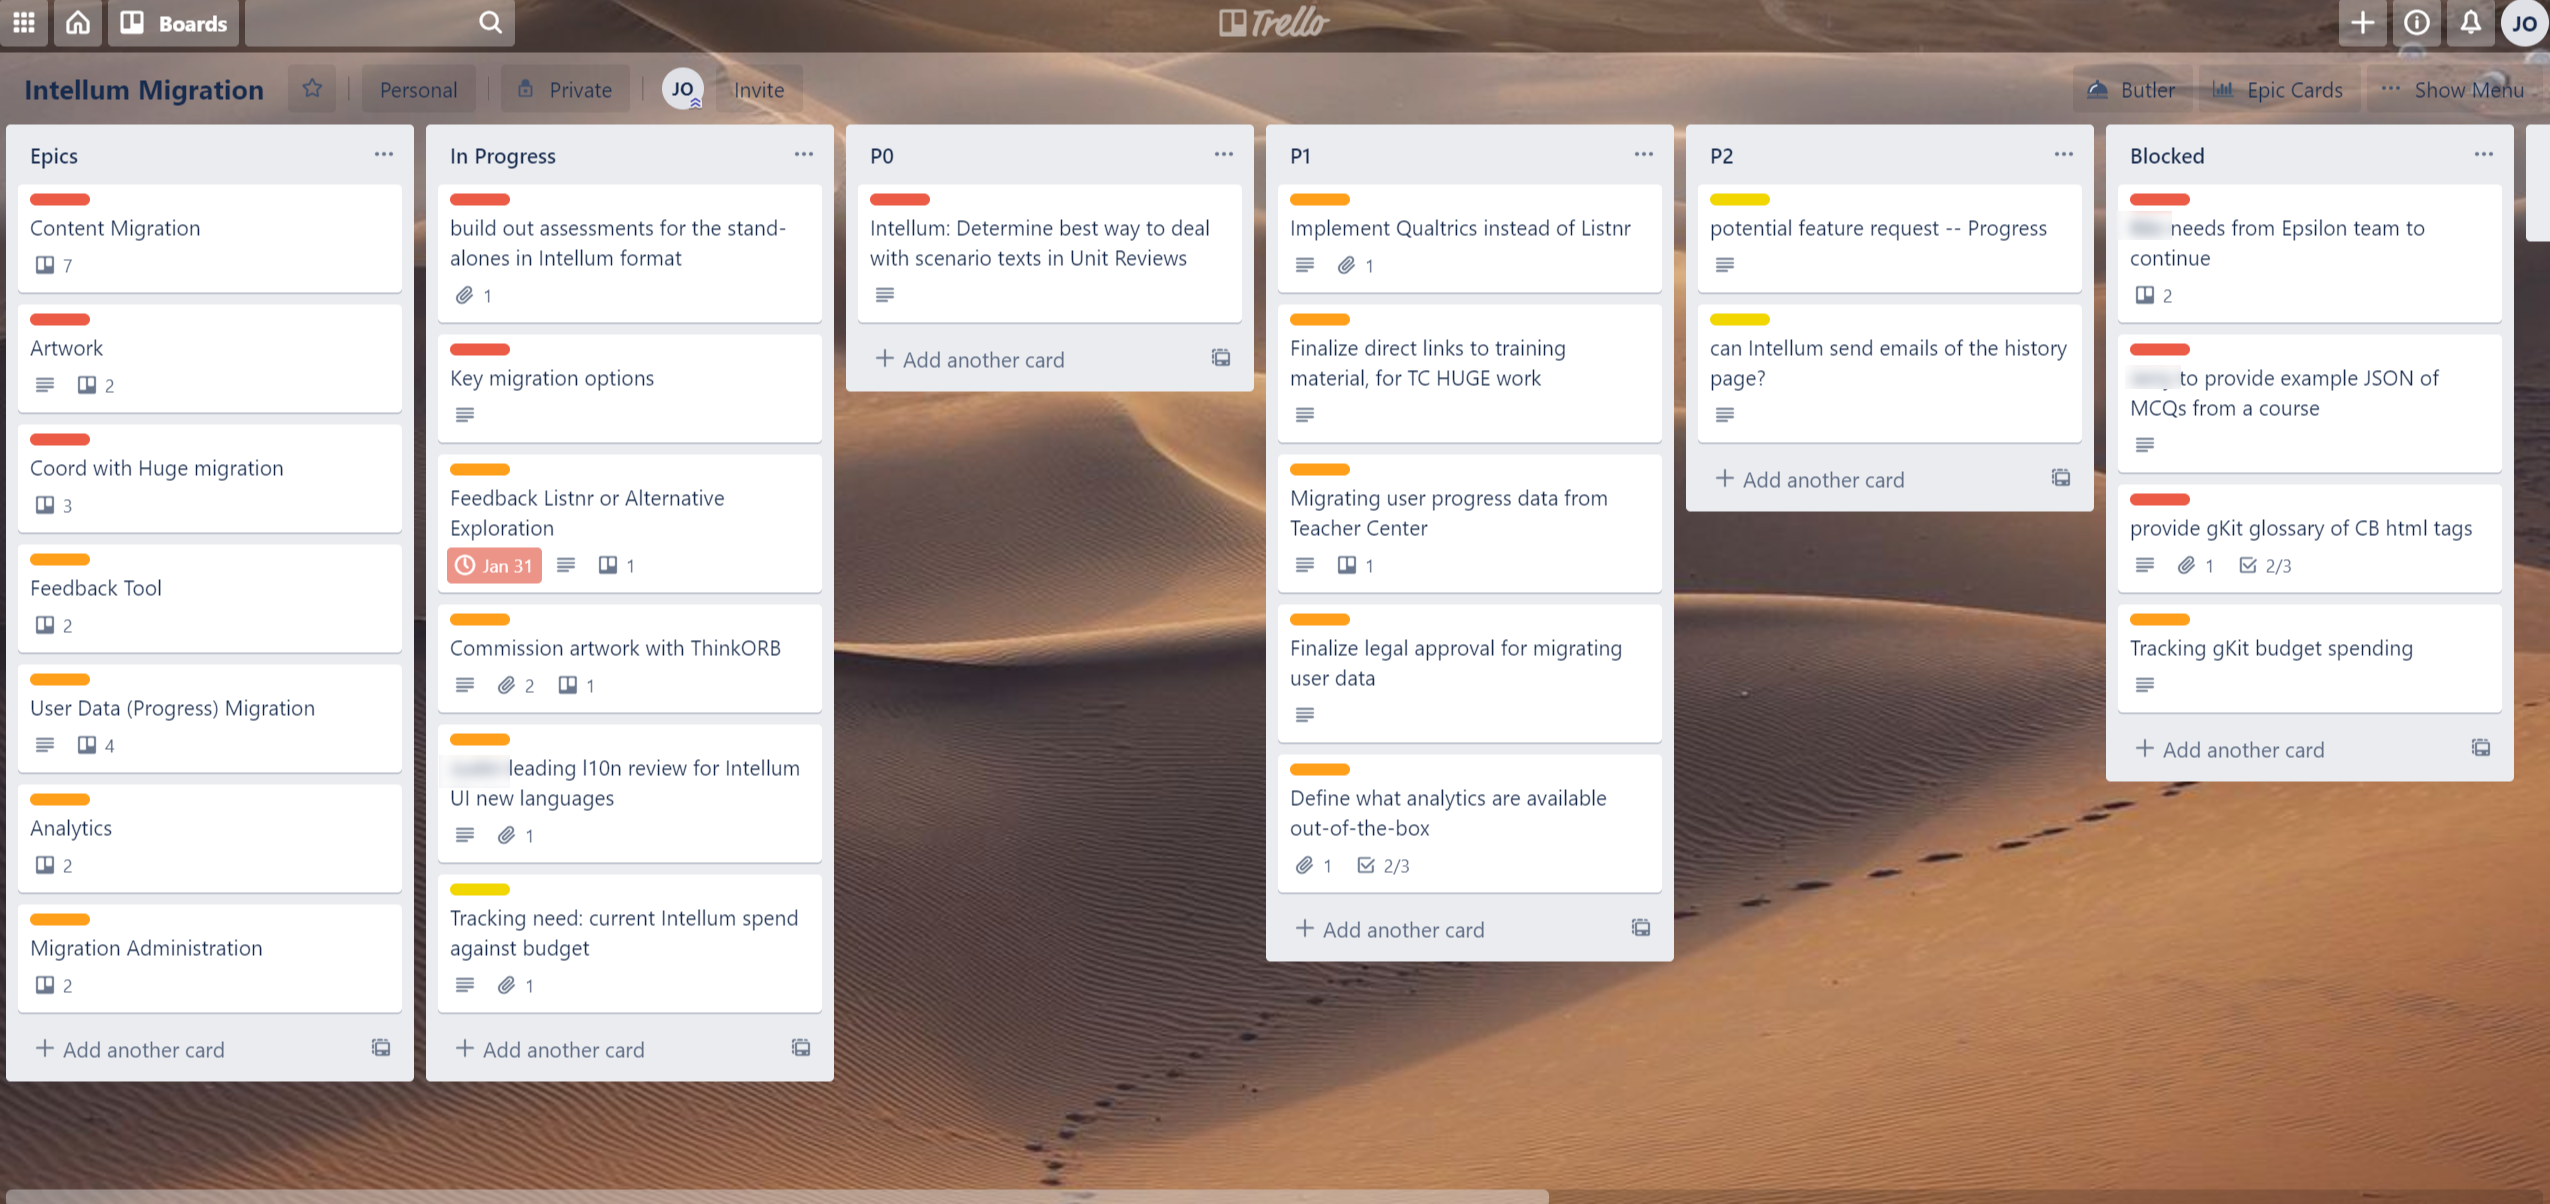 Boards
Trello
JO
Intellum Migration
Personal
Private
JO
Invite
Butler
Epic Cards
Show Menu
Epics
Content Migration
7
Artwork
2
Coord with Huge migration
3
Feedback Tool
2
User Data (Progress) Migration
4
Analytics
2
Migration Administration
2
Add another card
In Progress
build out assessments for the stand-
alones in Intellum format
1
Key migration options
Feedback Listnr or Alternative
Exploration
Jan 31
1
Commission artwork with ThinkORB
2 1
leading l10n review for Intellum
UI new languages
1
Tracking need: current Intellum spend
against budget
1
Add another card
P0
Intellum: Determine best way to deal
with scenario texts in Unit Reviews
Add another card
P1
Implement Qualtrics instead of Listnr
1
Finalize direct links to training
material, for TC HUGE work
Migrating user progress data from
Teacher Center
1
Finalize legal approval for migrating
user data
Define what analytics are available
out-of-the-box
1 2/3
Add another card
P2
potential feature request -- Progress
can Intellum send emails of the history
page?
Add another card
Blocked
needs from Epsilon team to
continue
2
to provide example JSON of
MCQs from a course
provide gKit glossary of CB html tags
1 2/3
Tracking gKit budget spending
Add another card